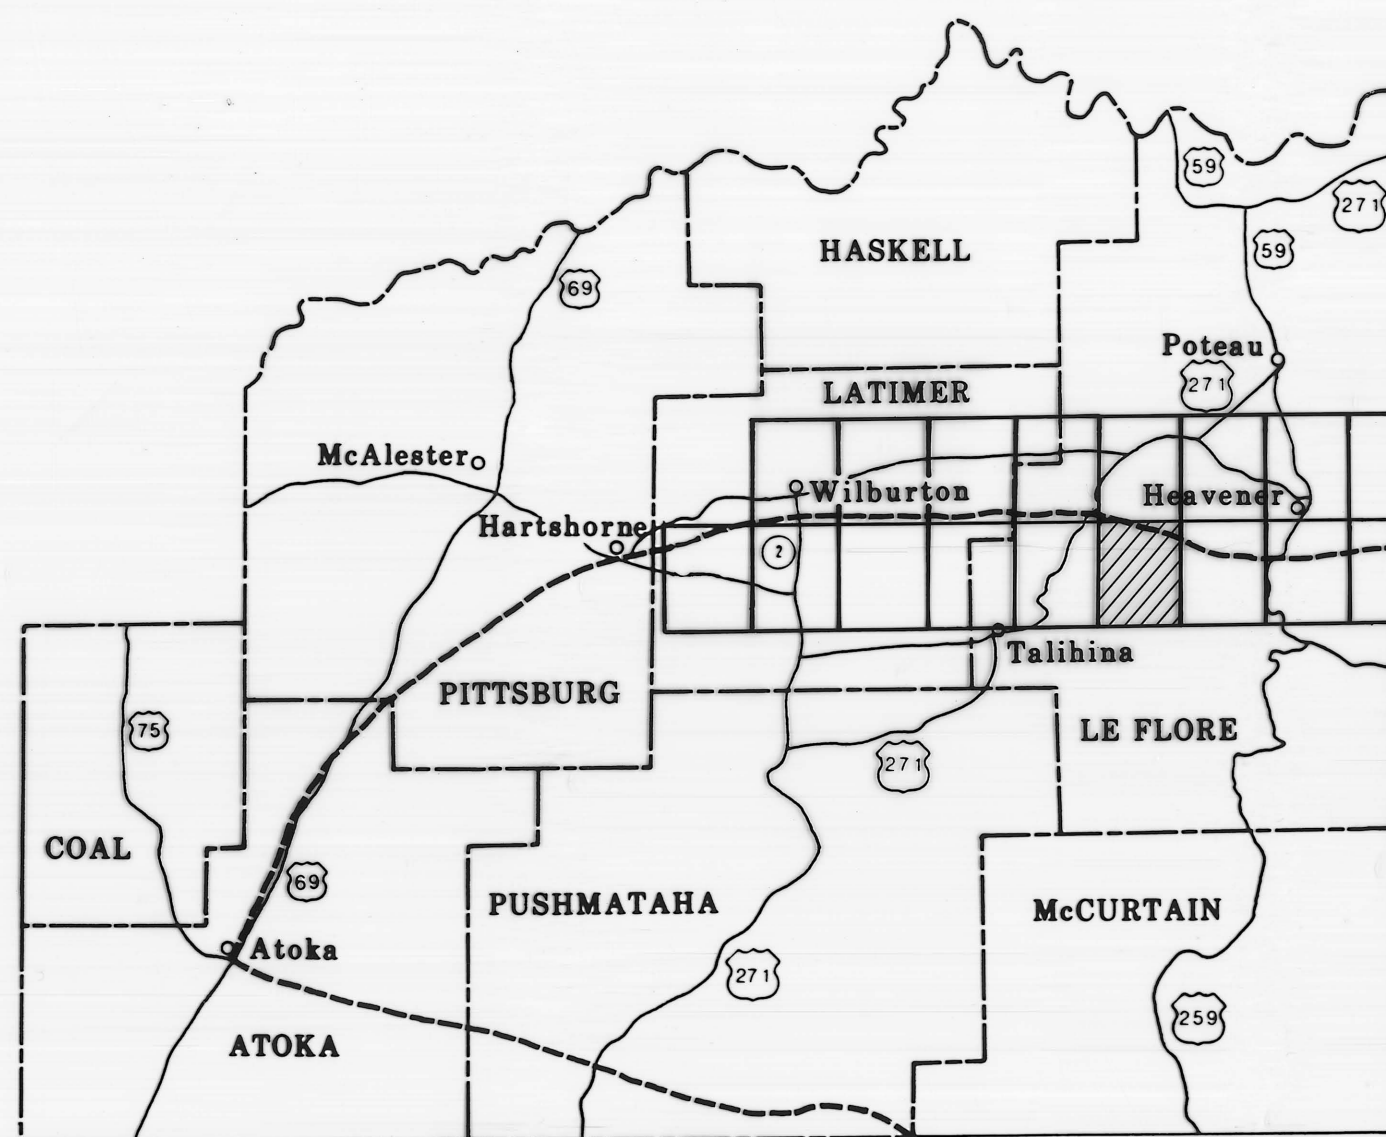 59
271
HASKELL
59
69
Poteau
271
LATIMER
McAlester
Wilburton
Heavener
Hartshorne
2
Talihina
PITTSBURG
LE FLORE
75
271
COAL
69
PUSHMATAHA
McCURTAIN
Atoka
271
259
ATOKA